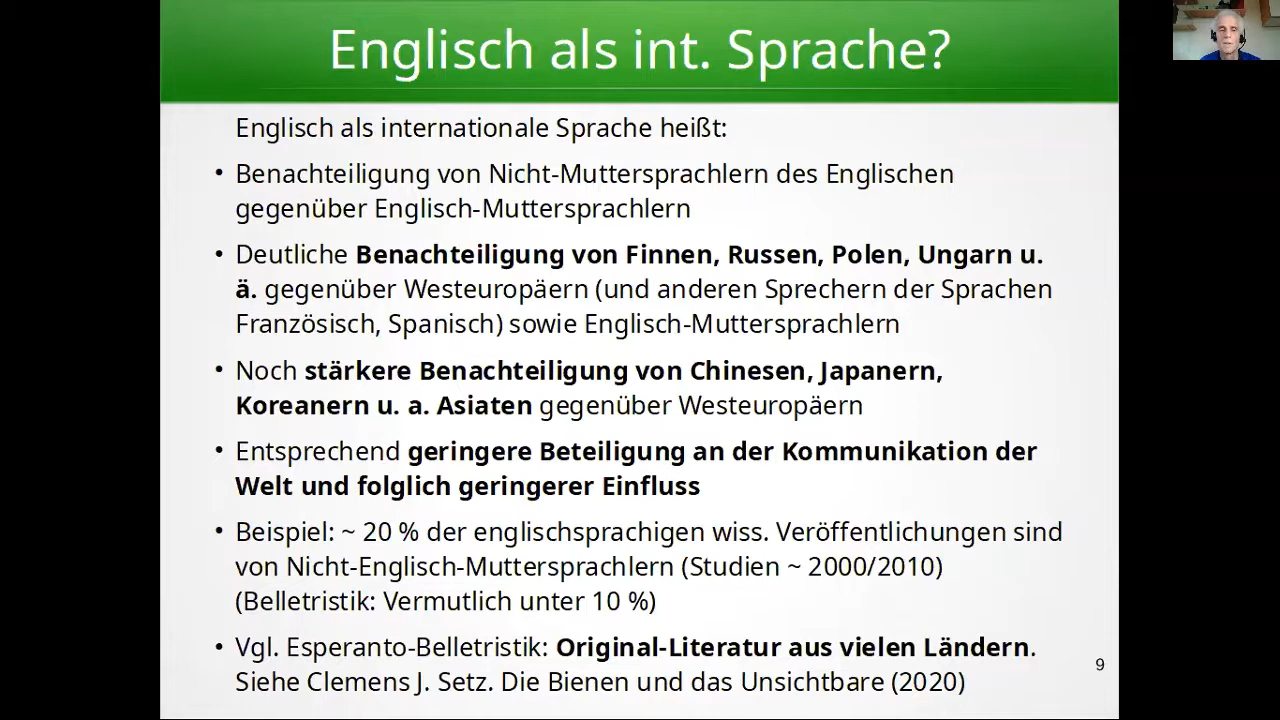 Englisch als int. Sprache?
Englisch als internationale Sprache heißt:
• Benachteiligung von Nicht-Muttersprachlern des Englischen
gegenüber Englisch-Muttersprachlern
• Deutliche Benachteiligung von Finnen, Russen, Polen, Ungarn u.
ä. gegenüber Westeuropäern (und anderen Sprechern der Sprachen
Französisch, Spanisch) sowie Englisch-Muttersprachlern
• Noch stärkere Benachteiligung von Chinesen, Japanern,
Koreanern u. a. Asiaten gegenüber Westeuropäern
• Entsprechend geringere Beteiligung an der Kommunikation der
Welt und folglich geringerer Einfluss
• Beispiel: ~ 20 % der englischsprachigen wiss. Veröffentlichungen sind
von Nicht-Englisch-Muttersprachlern (Studien ~ 2000/2010)
(Belletristik: Vermutlich unter 10 %)
• Vgl. Esperanto-Belletristik: Original-Literatur aus vielen Ländern.
Siehe Clemens J. Setz. Die Bienen und das Unsichtbare (2020)
9